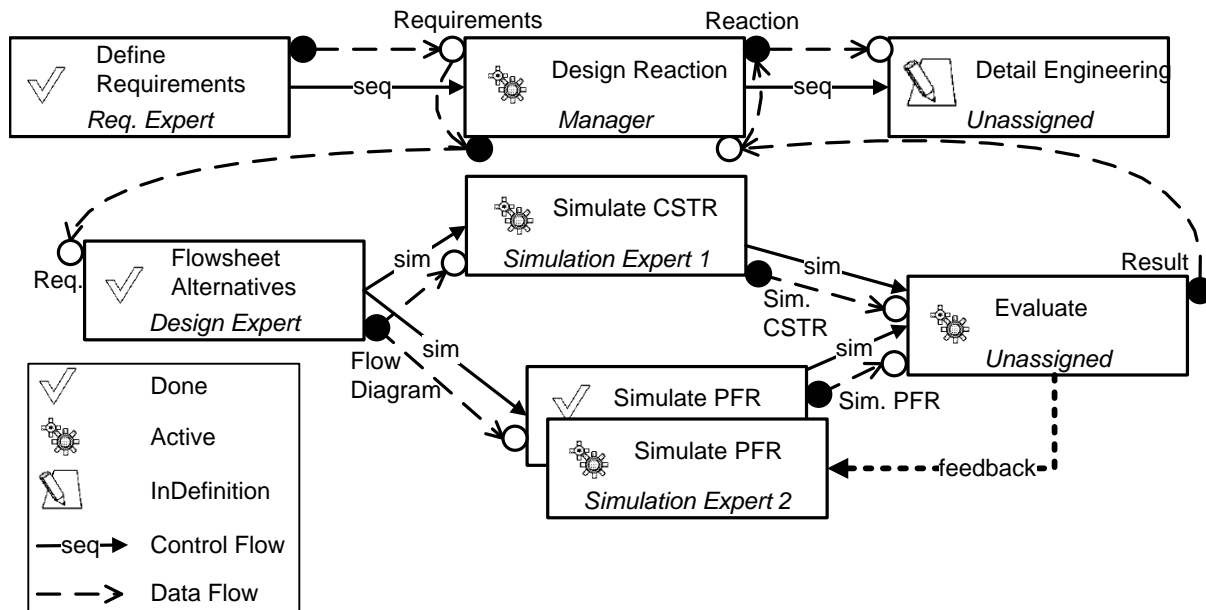 Requirements
Reaction
Define
Requirements
Req. Expert
seq
Design Reaction
Manager
seq
Detail Engineering
Unassigned
Simulate CSTR
Simulation Expert 1
Req.
Flowsheet
Alternatives
Design Expert
sim
sim
Flow
Diagram
sim
Sim.
CSTR
Result
Evaluate
Unassigned
sim
Sim. PFR
Simulate PFR
Simulate PFR
Simulation Expert 2
feedback
Done
Active
InDefinition
seq
Control Flow
Data Flow